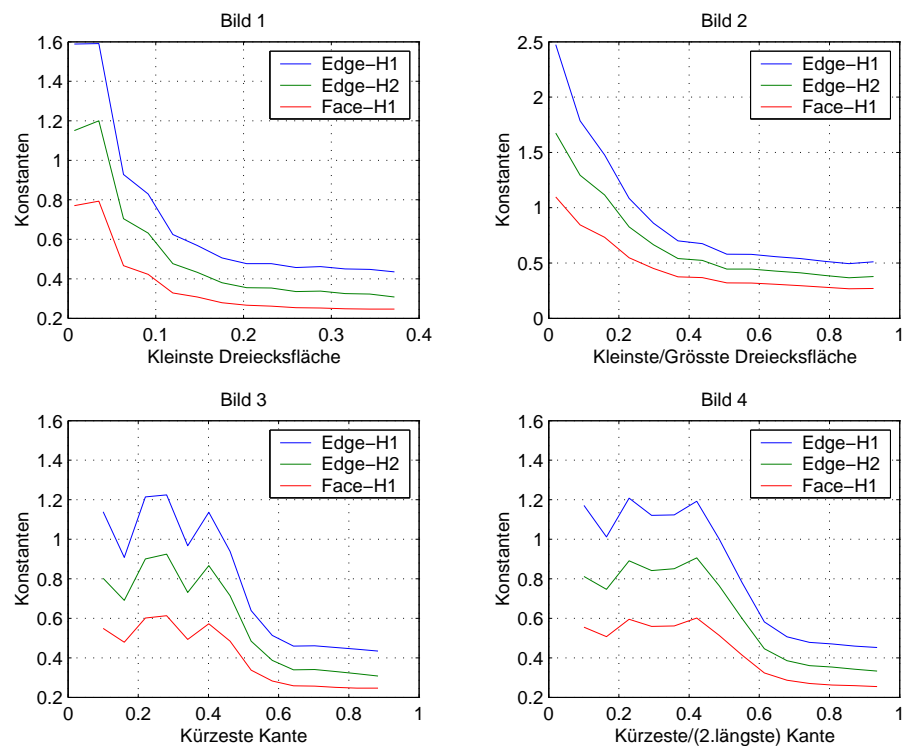 Bild 1
Konstanten
1.6
1.4
1.2
1
0.8
0.6
0.4
0.2
0
0.1
0.2
0.3
0.4
Kleinste Dreiecksfläche
Edge−H1
Edge−H2
Face−H1
Bild 2
Konstanten
2.5
2
1.5
1
0.5
0
0
0.2
0.4
0.6
0.8
1
Kleinste/Grösste Dreiecksfläche
Edge−H1
Edge−H2
Face−H1
Bild 3
Konstanten
1.6
1.4
1.2
1
0.8
0.6
0.4
0.2
0
0.2
0.4
0.6
0.8
1
Kürzeste Kante
Edge−H1
Edge−H2
Face−H1
Bild 4
Konstanten
1.6
1.4
1.2
1
0.8
0.6
0.4
0.2
0
0.2
0.4
0.6
0.8
1
Kürzeste/(2.längste) Kante
Edge−H1
Edge−H2
Face−H1